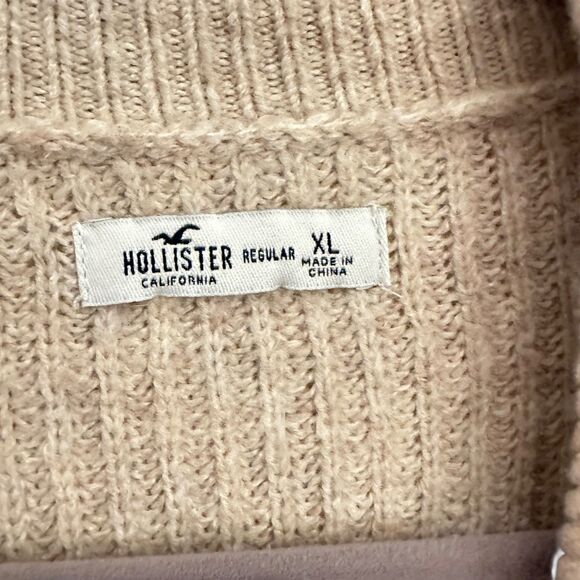 HOLLISTER
CALIFORNIA
REGULAR
XL
MADE IN
CHINA